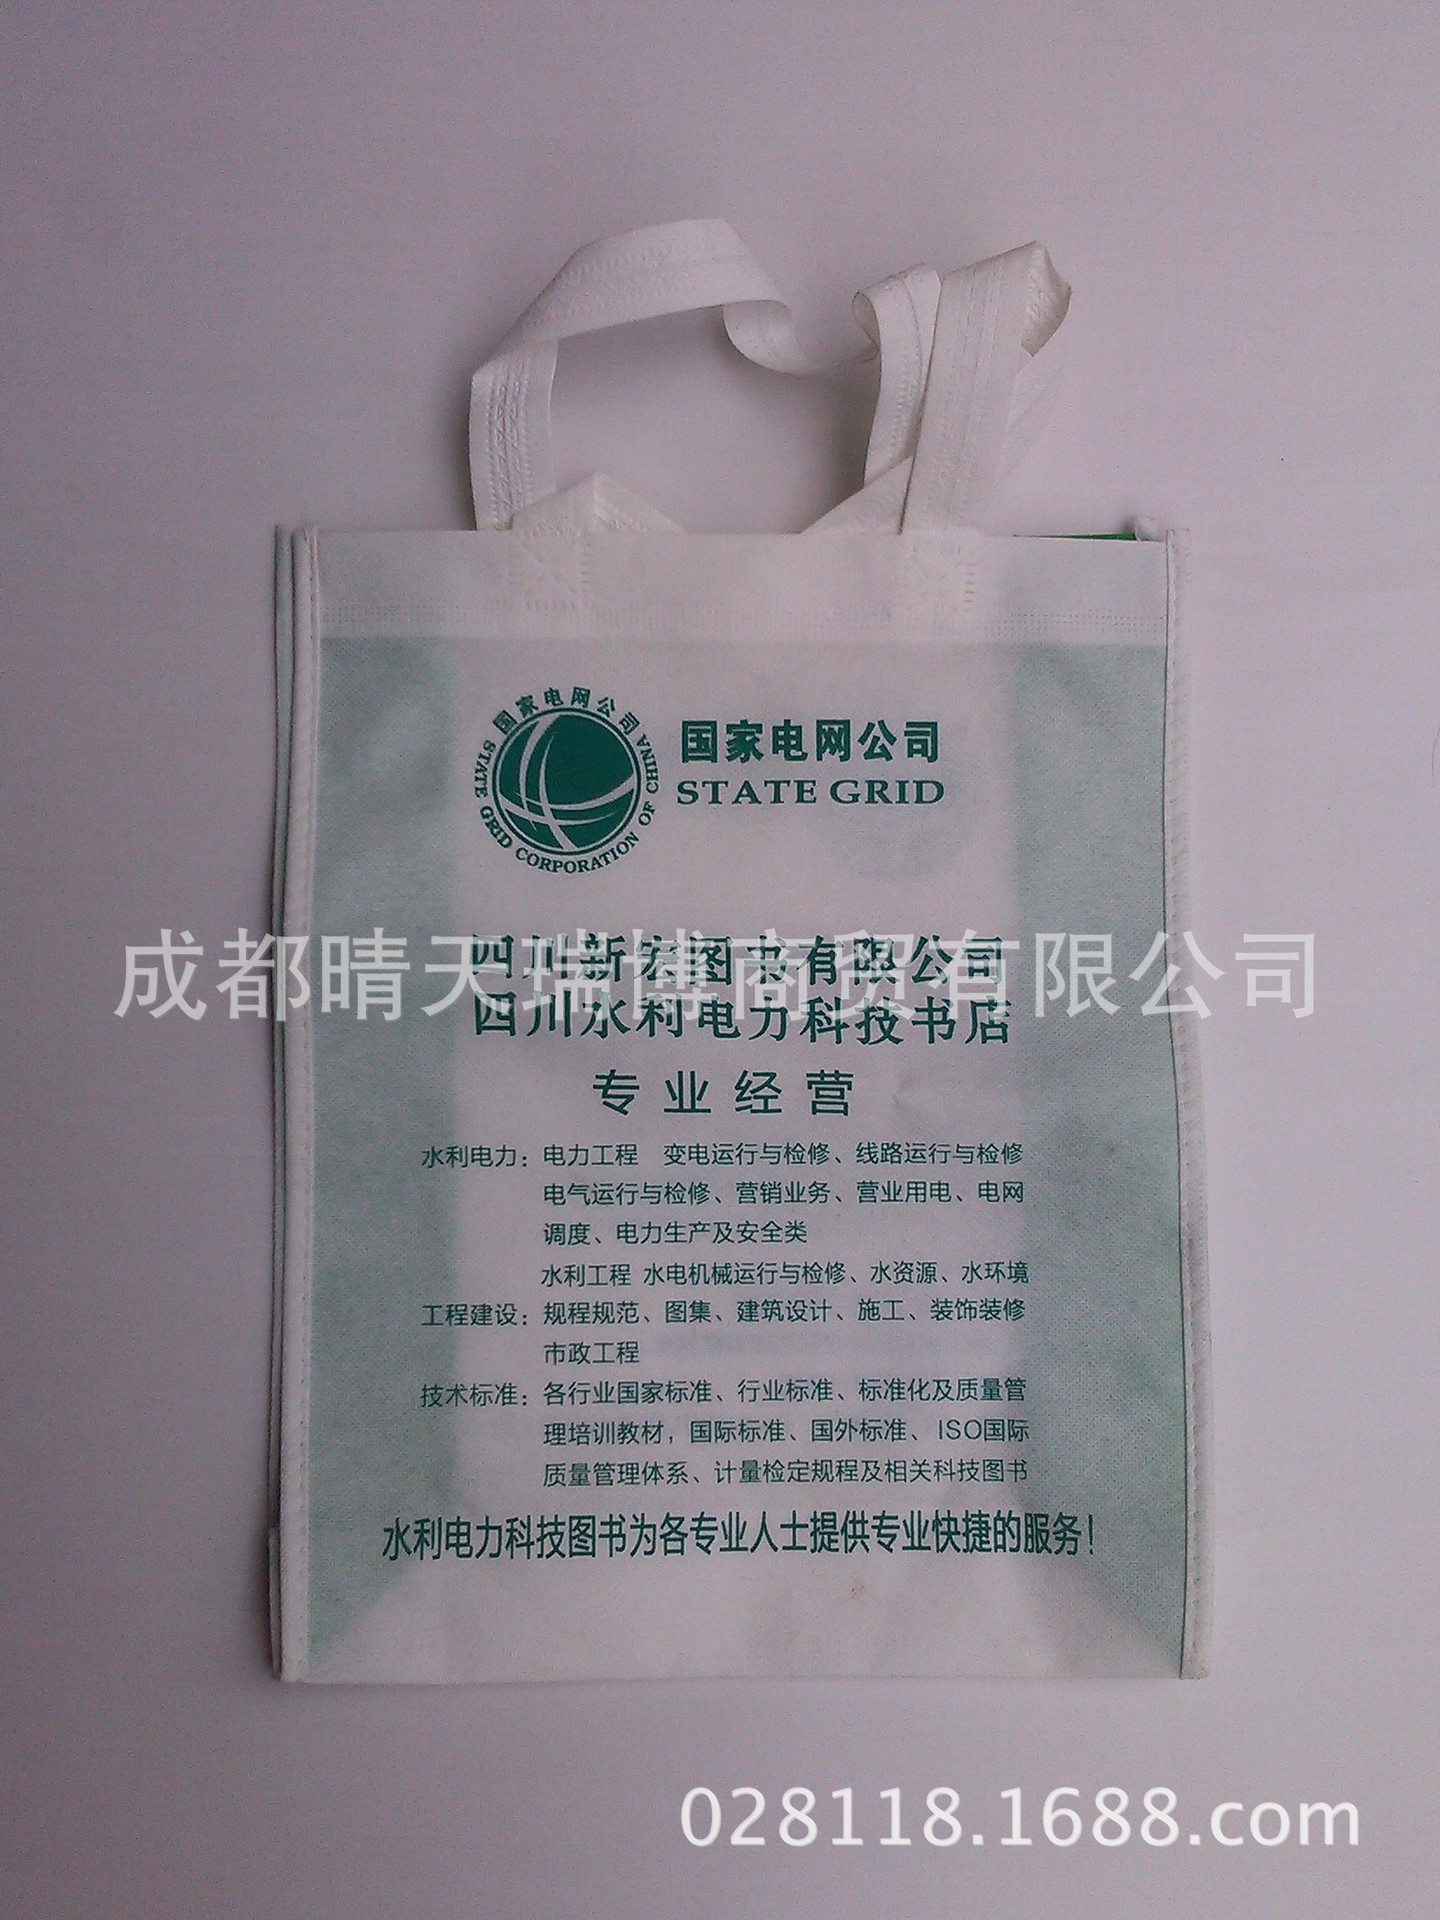 国家电网公司
STATE GRID CORPORATION OF CHINA
国家电网公司
STATE GRID
四川新宏图书有限公司
成都晴天瑞博商贸有限公司
四川水利电力科技书店
专业经营
水利电力：电力工程 变电运行与检修、线路运行与检修
电气运行与检修、营销业务、营业用电、电网
调度、电力生产及安全类
水利工程 水电机械运行与检修、水资源、水环境
工程建设：规程规范、图集、建筑设计、施工、装饰装修
市政工程
技术标准：各行业国家标准、行业标准、标准化及质量管
理培训教材，国际标准、国外标准、ISO国际
质量管理体系、计量检定规程及相关科技图书
水利电力科技图书为各专业人士提供专业快捷的服务！
028118.1688.com